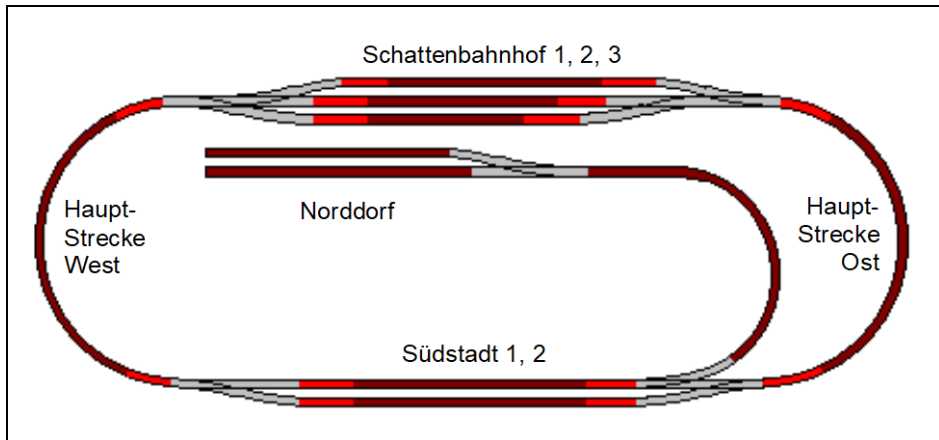 Schattenbahnhof 1, 2, 3
Haupt-
Strecke
West
Norddorf
Haupt-
Strecke
Ost
Südstadt 1, 2